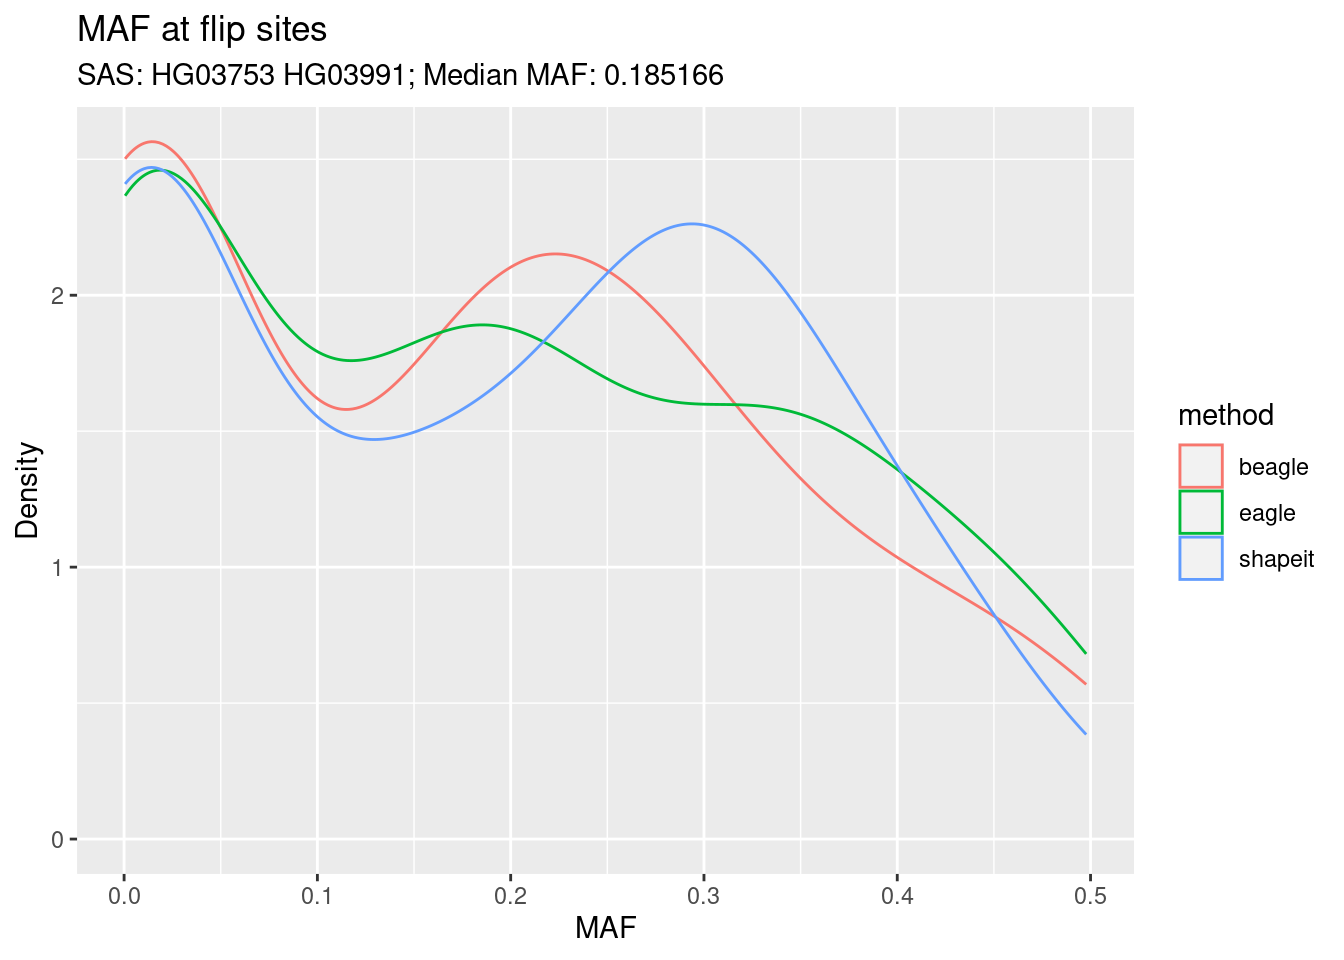 MAF at flip sites
SAS: HG03753 HG03991; Median MAF: 0.185166
Density
2
1
0
0.0 0.1 0.2 0.3 0.4 0.5
MAF
method
beagle
eagle
shapeit